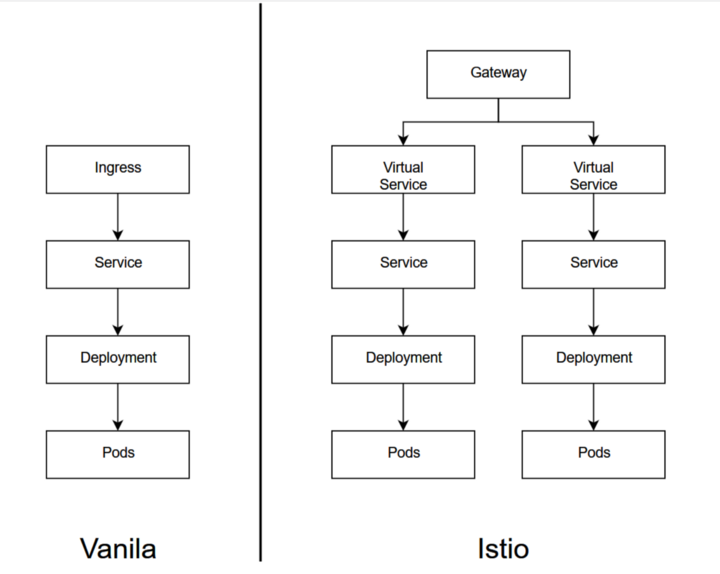 Gateway
Ingress
Virtual
Service
Virtual
Service
Service
Service
Service
Deployment
Deployment
Deployment
Pods
Pods
Pods
Vanila
Istio